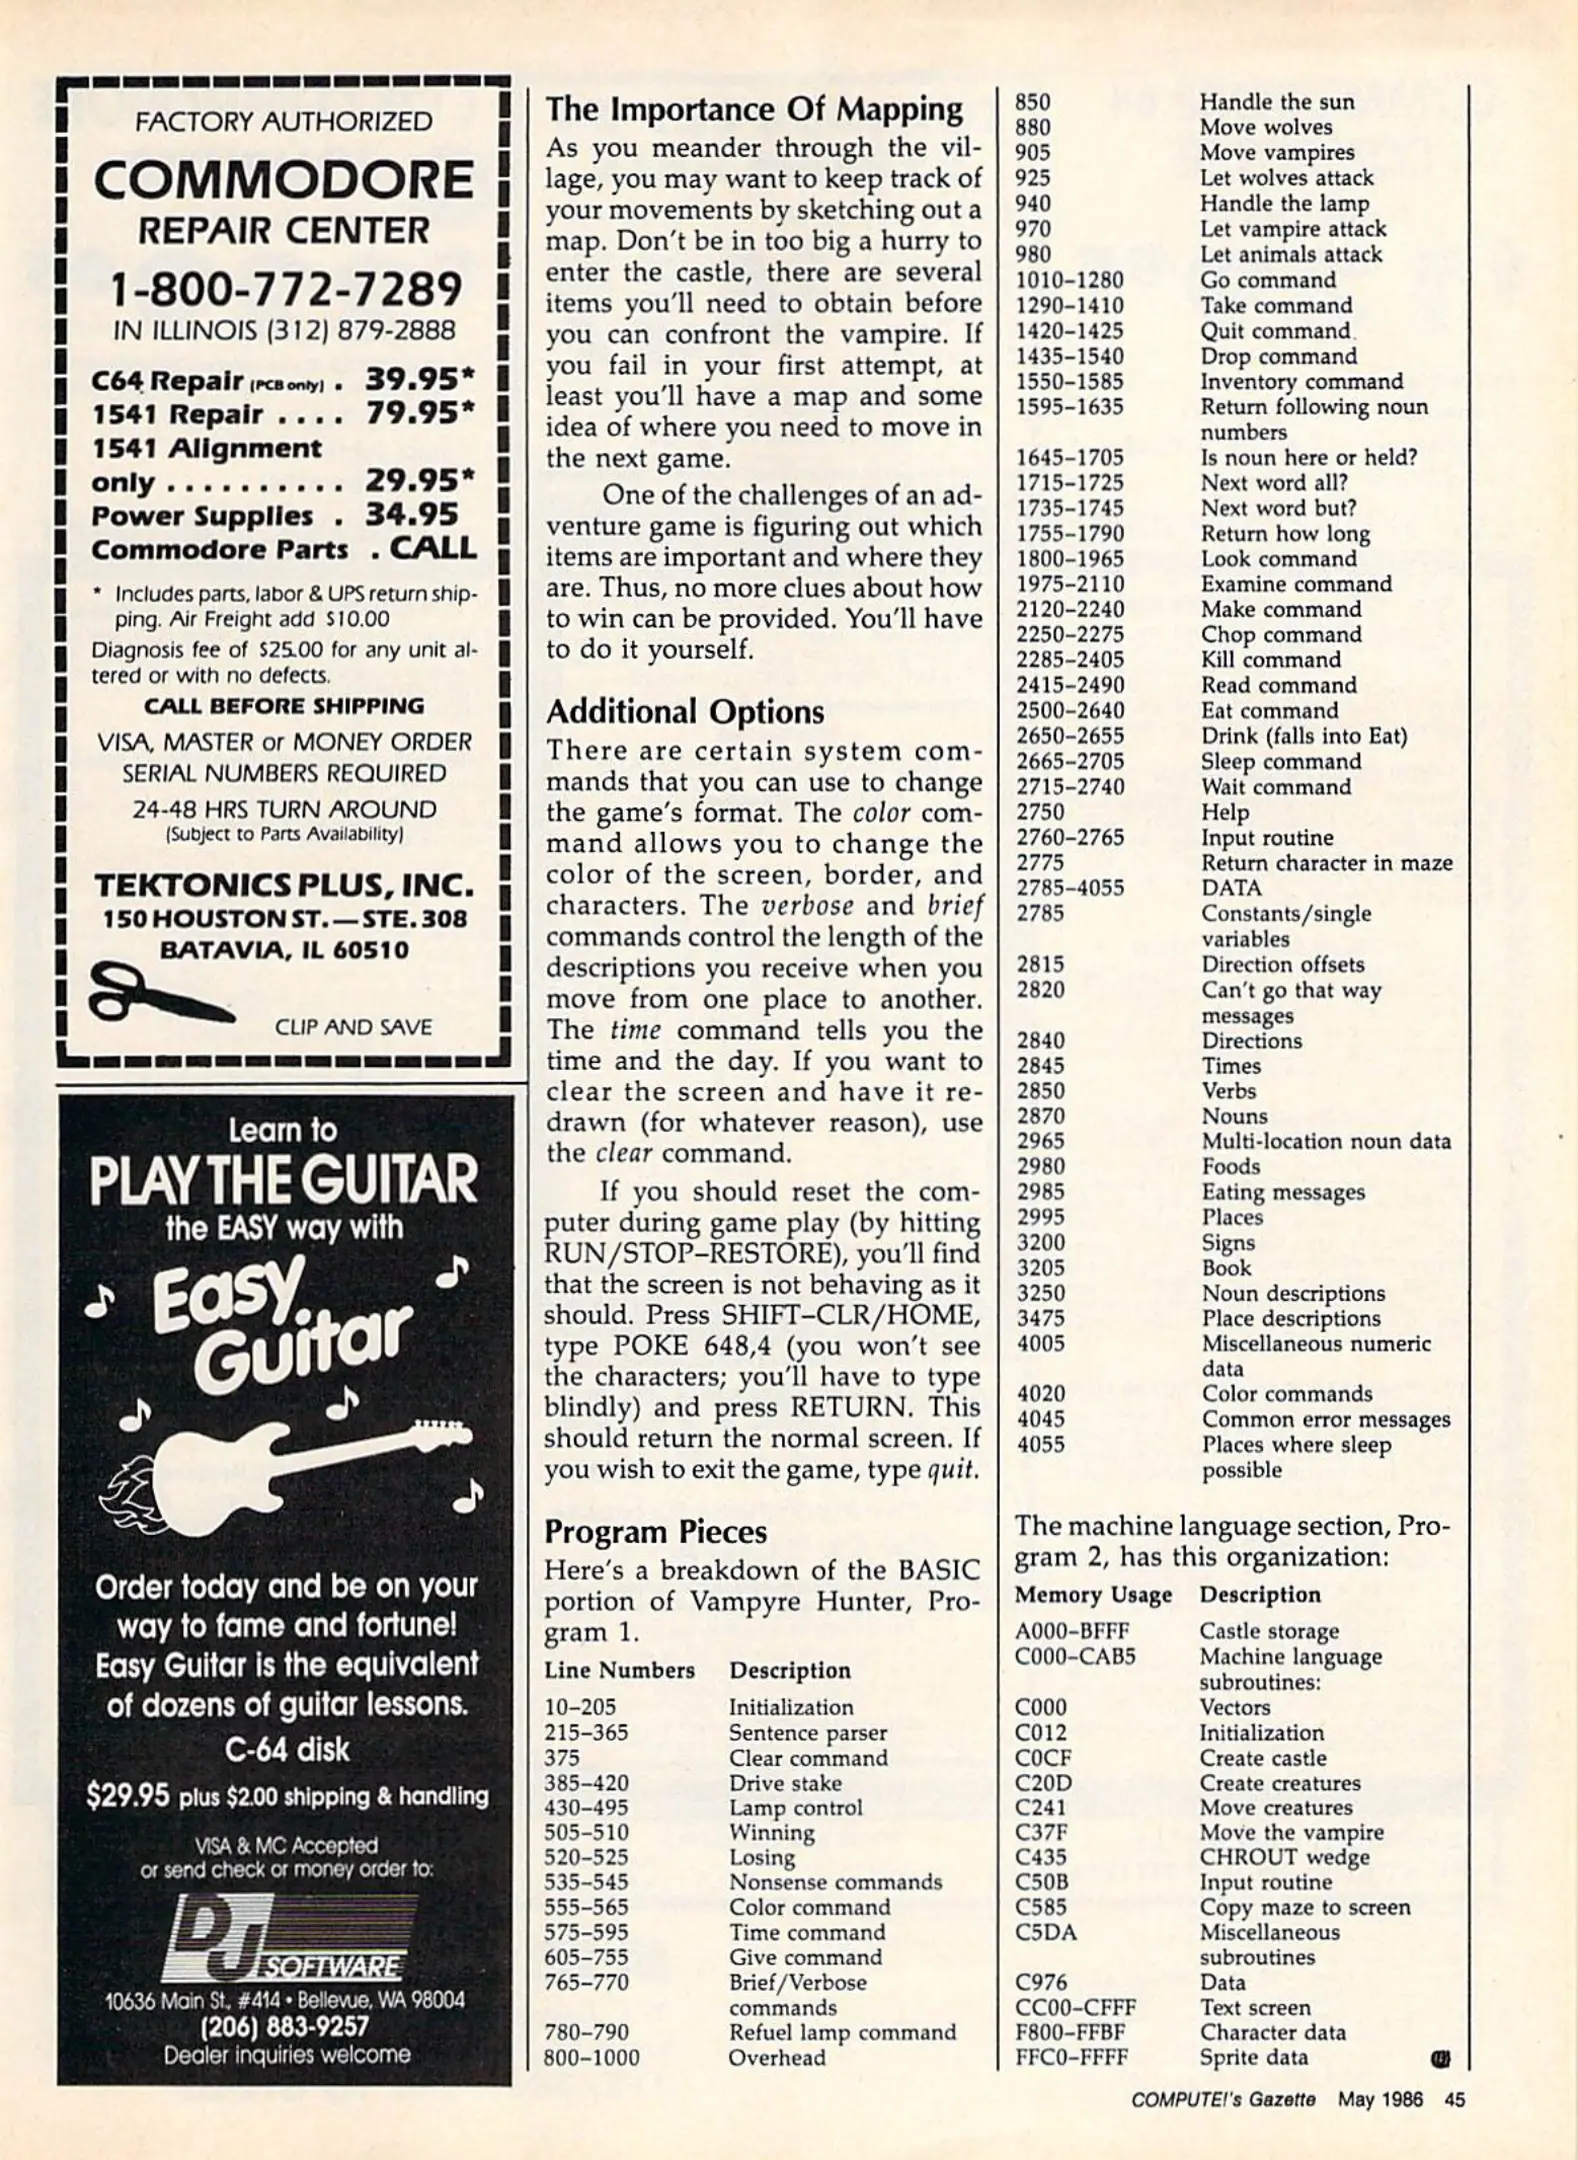 FACTORY AUTHORIZED
COMMODORE
REPAIR CENTER
1-800-772-7289
IN ILLINOIS (312) 879-2888
C64 Repair (PCB only) . 39.95*
1541 Repair .... 79.95*
1541 Alignment
only .......... 29.95*
Power Supplies . 34.95
Commodore Parts . CALL
* Includes parts, labor & UPS return ship-
ping. Air Freight add $10.00
Diagnosis fee of $25.00 for any unit al-
tered or with no defects.
CALL BEFORE SHIPPING
VISA, MASTER or MONEY ORDER
SERIAL NUMBERS REQUIRED
24-48 HRS TURN AROUND
(Subject to Parts Availability)
TEKTONICS PLUS, INC.
150 HOUSTON ST.—STE. 308
BATAVIA, IL 60510
CLIP AND SAVE
Learn to
PLAY THE GUITAR
the EASY way with
Easy
Guitar
Order today and be on your
way to fame and fortune!
Easy Guitar is the equivalent
of dozens of guitar lessons.
C-64 disk
$29.95 plus $2.00 shipping & handling
VISA & MC Accepted
or send check or money order to:
DJ
SOFTWARE
10636 Main St., #414 • Bellevue, WA 98004
(206) 883-9257
Dealer inquiries welcome
The Importance Of Mapping
As you meander through the vil-
lage, you may want to keep track of
your movements by sketching out a
map. Don't be in too big a hurry to
enter the castle, there are several
items you'll need to obtain before
you can confront the vampire. If
you fail in your first attempt, at
least you'll have a map and some
idea of where you need to move in
the next game.
One of the challenges of an ad-
venture game is figuring out which
items are important and where they
are. Thus, no more clues about how
to win can be provided. You'll have
to do it yourself.
Additional Options
There are certain system com-
mands that you can use to change
the game's format. The color com-
mand allows you to change the
color of the screen, border, and
characters. The verbose and brief
commands control the length of the
descriptions you receive when you
move from one place to another.
The time command tells you the
time and the day. If you want to
clear the screen and have it re-
drawn (for whatever reason), use
the clear command.
If you should reset the com-
puter during game play (by hitting
RUN/STOP–RESTORE), you'll find
that the screen is not behaving as it
should. Press SHIFT–CLR/HOME,
type POKE 648,4 (you won't see
the characters; you'll have to type
blindly) and press RETURN. This
should return the normal screen. If
you wish to exit the game, type quit.
Program Pieces
Here's a breakdown of the BASIC
portion of Vampyre Hunter, Pro-
gram 1.
Line Numbers Description
10–205 Initialization
215–365 Sentence parser
375 Clear command
385–420 Drive stake
430–495 Lamp control
505–510 Winning
520–525 Losing
535–545 Nonsense commands
555–565 Color command
575–595 Time command
605–755 Give command
765–770 Brief/Verbose
commands
780–790 Refuel lamp command
800–1000 Overhead
850 Handle the sun
880 Move wolves
905 Move vampires
925 Let wolves attack
940 Handle the lamp
970 Let vampire attack
980 Let animals attack
1010–1280 Go command
1290–1410 Take command
1420–1425 Quit command
1435–1540 Drop command
1550–1585 Inventory command
1595–1635 Return following noun
numbers
1645–1705 Is noun here or held?
1715–1725 Next word all?
1735–1745 Next word but?
1755–1790 Return how long
1800–1965 Look command
1975–2110 Examine command
2120–2240 Make command
2250–2275 Chop command
2285–2405 Kill command
2415–2490 Read command
2500–2640 Eat command
2650–2655 Drink (falls into Eat)
2665–2705 Sleep command
2715–2740 Wait command
2750 Help
2760–2765 Input routine
2775 Return character in maze
2785–4055 DATA
2785 Constants/single
variables
2815 Direction offsets
2820 Can't go that way
messages
2840 Directions
2845 Times
2850 Verbs
2870 Nouns
2965 Multi-location noun data
2980 Foods
2985 Eating messages
2995 Places
3200 Signs
3205 Book
3250 Noun descriptions
3475 Place descriptions
4005 Miscellaneous numeric
data
4020 Color commands
4045 Common error messages
4055 Places where sleep
possible
The machine language section, Pro-
gram 2, has this organization:
Memory Usage Description
A000–BFFF Castle storage
C000–CAB5 Machine language
subroutines:
C000 Vectors
C012 Initialization
C0CF Create castle
C20D Create creatures
C241 Move creatures
C37F Move the vampire
C435 CHROUT wedge
C50B Input routine
C585 Copy maze to screen
C5DA Miscellaneous
subroutines
C976 Data
CC00–CFFF Text screen
F800–FFBF Character data
FFC0–FFFF Sprite data
COMPUTE!'s Gazette May 1986 45